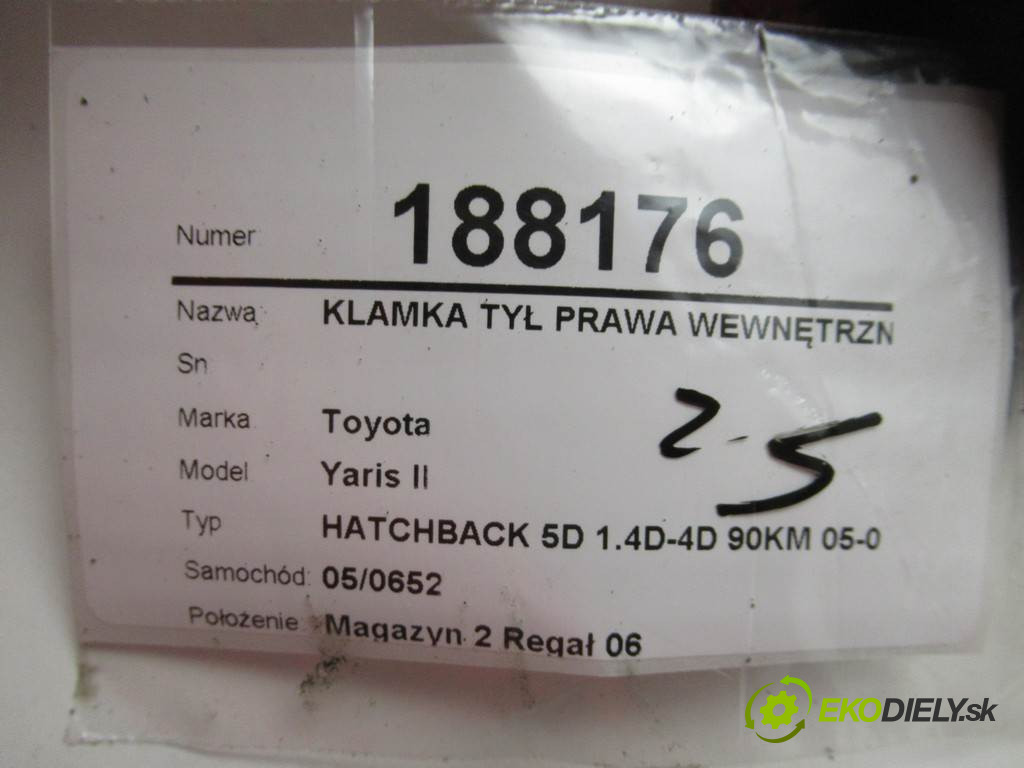 Numer: 188176
Nazwa: KLAMKA TYŁ PRAWA WEWNĘTRZN
Sn
Marka Toyota
Model Yaris II
Typ HATCHBACK 5D 1.4D-4D 90KM 05-0
Samochód: 05/0652
Położenie: Magazyn 2 Regał 06
2-5
EKODIELY.sk